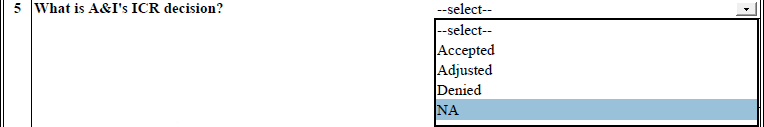 5 What is A&I's ICR decision? --select--
--select--
Accepted
Adjusted
Denied
NA